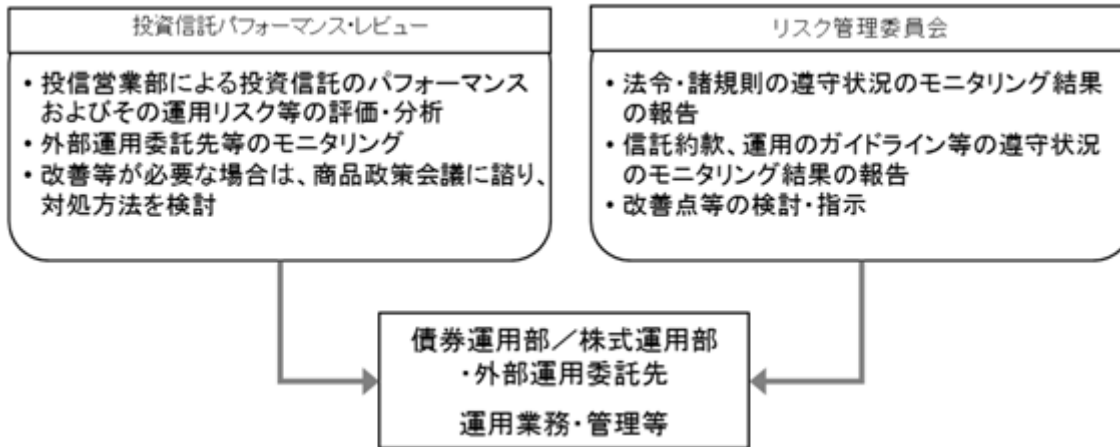 投資信託パフォーマンス・レビュー
・投信営業部による投資信託のパフォーマンス
およびその運用リスク等の評価・分析
・外部運用委託先等のモニタリング
・改善等が必要な場合は、商品政策会議に諮り、
対処方法を検討
リスク管理委員会
・法令・諸規則の遵守状況のモニタリング結果
の報告
・信託約款、運用のガイドライン等の遵守状況
のモニタリング結果の報告
・改善点等の検討・指示
債券運用部／株式運用部
・外部運用委託先
運用業務・管理等